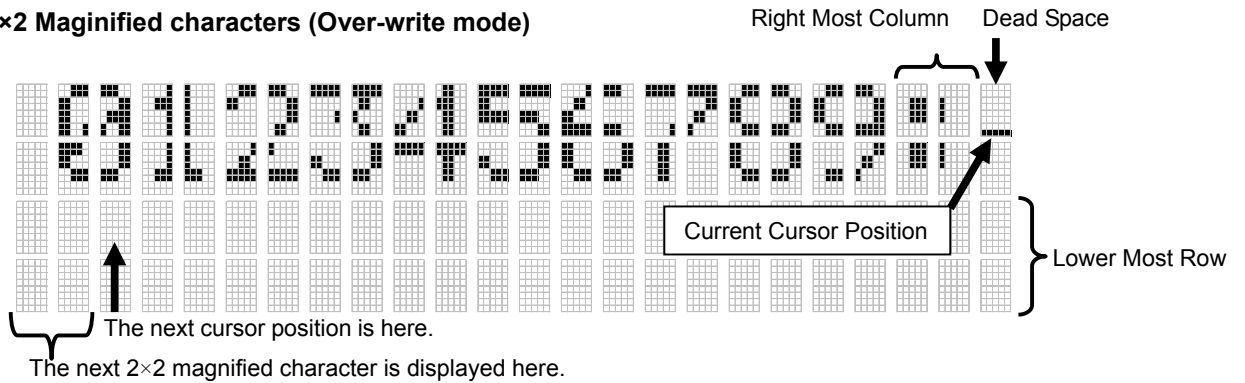 ×2 Maginified characters (Over-write mode)
Right Most Column
Dead Space
0123456789:
Current Cursor Position
Lower Most Row
The next cursor position is here.
The next 2×2 magnified character is displayed here.